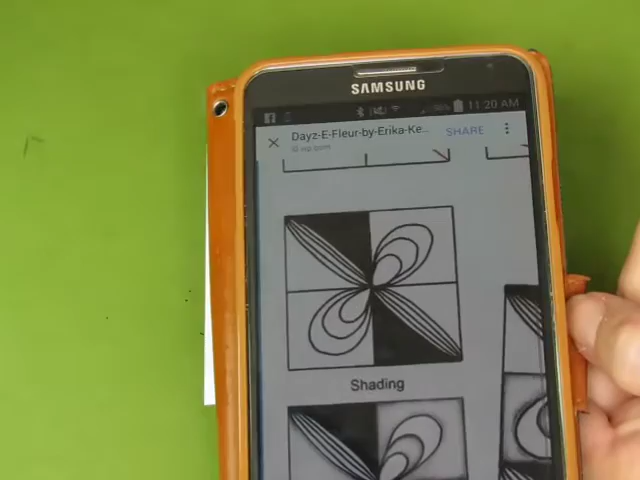 SAMSUNG
11:20 AM
Dayz-E-Fleur-by-Erika-Ke...
SHARE
Shading